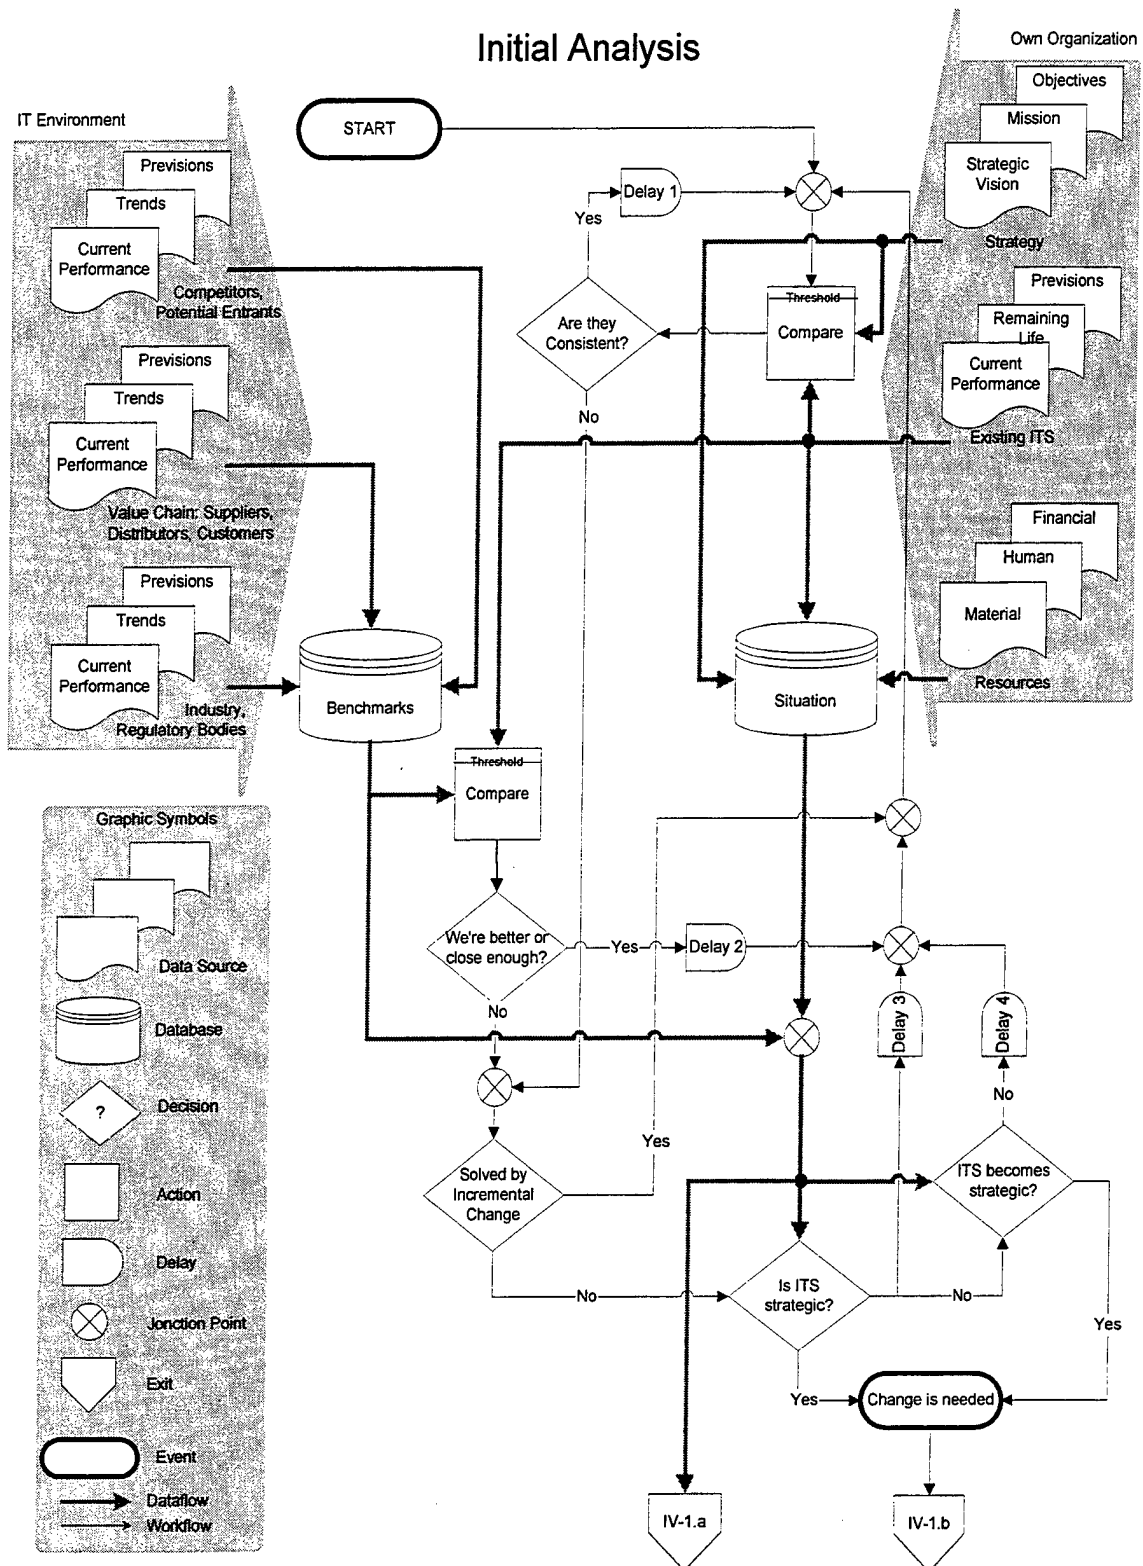 Initial Analysis
Own Organization
IT Environment
START
Objectives
Mission
Strategic
Vision
Strategy
Previsions
Trends
Current
Performance
Competitors,
Potential Entrants
Delay 1
Yes
Are they
Consistent?
No
Threshold
Compare
Previsions
Remaining
Life
Current
Performance
Existing ITS
Previsions
Trends
Current
Performance
Value Chain: Suppliers,
Distributors, Customers
Financial
Human
Material
Resources
Previsions
Trends
Current
Performance
Industry,
Regulatory Bodies
Benchmarks
Situation
Threshold
Compare
We're better or
close enough?
Yes
Delay 2
No
Delay 3
Delay 4
No
Yes
Solved by
Incremental
Change
No
ITS becomes
strategic?
Is ITS
strategic?
No
Yes
Yes
Change is needed
IV-1.a
IV-1.b
Graphic Symbols
Data Source
Database
?
Decision
Action
Delay
Jonction Point
Exit
Event
Dataflow
Workflow